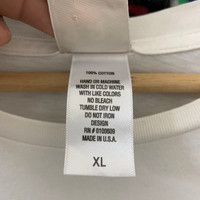 100% COTTON
HAND OR MACHINE
WASH IN COLD WATER
WITH LIKE COLORS
NO BLEACH
TUMBLE DRY LOW
DO NOT IRON
DESIGN
RN # 0100009
MADE IN U.S.A.
XL